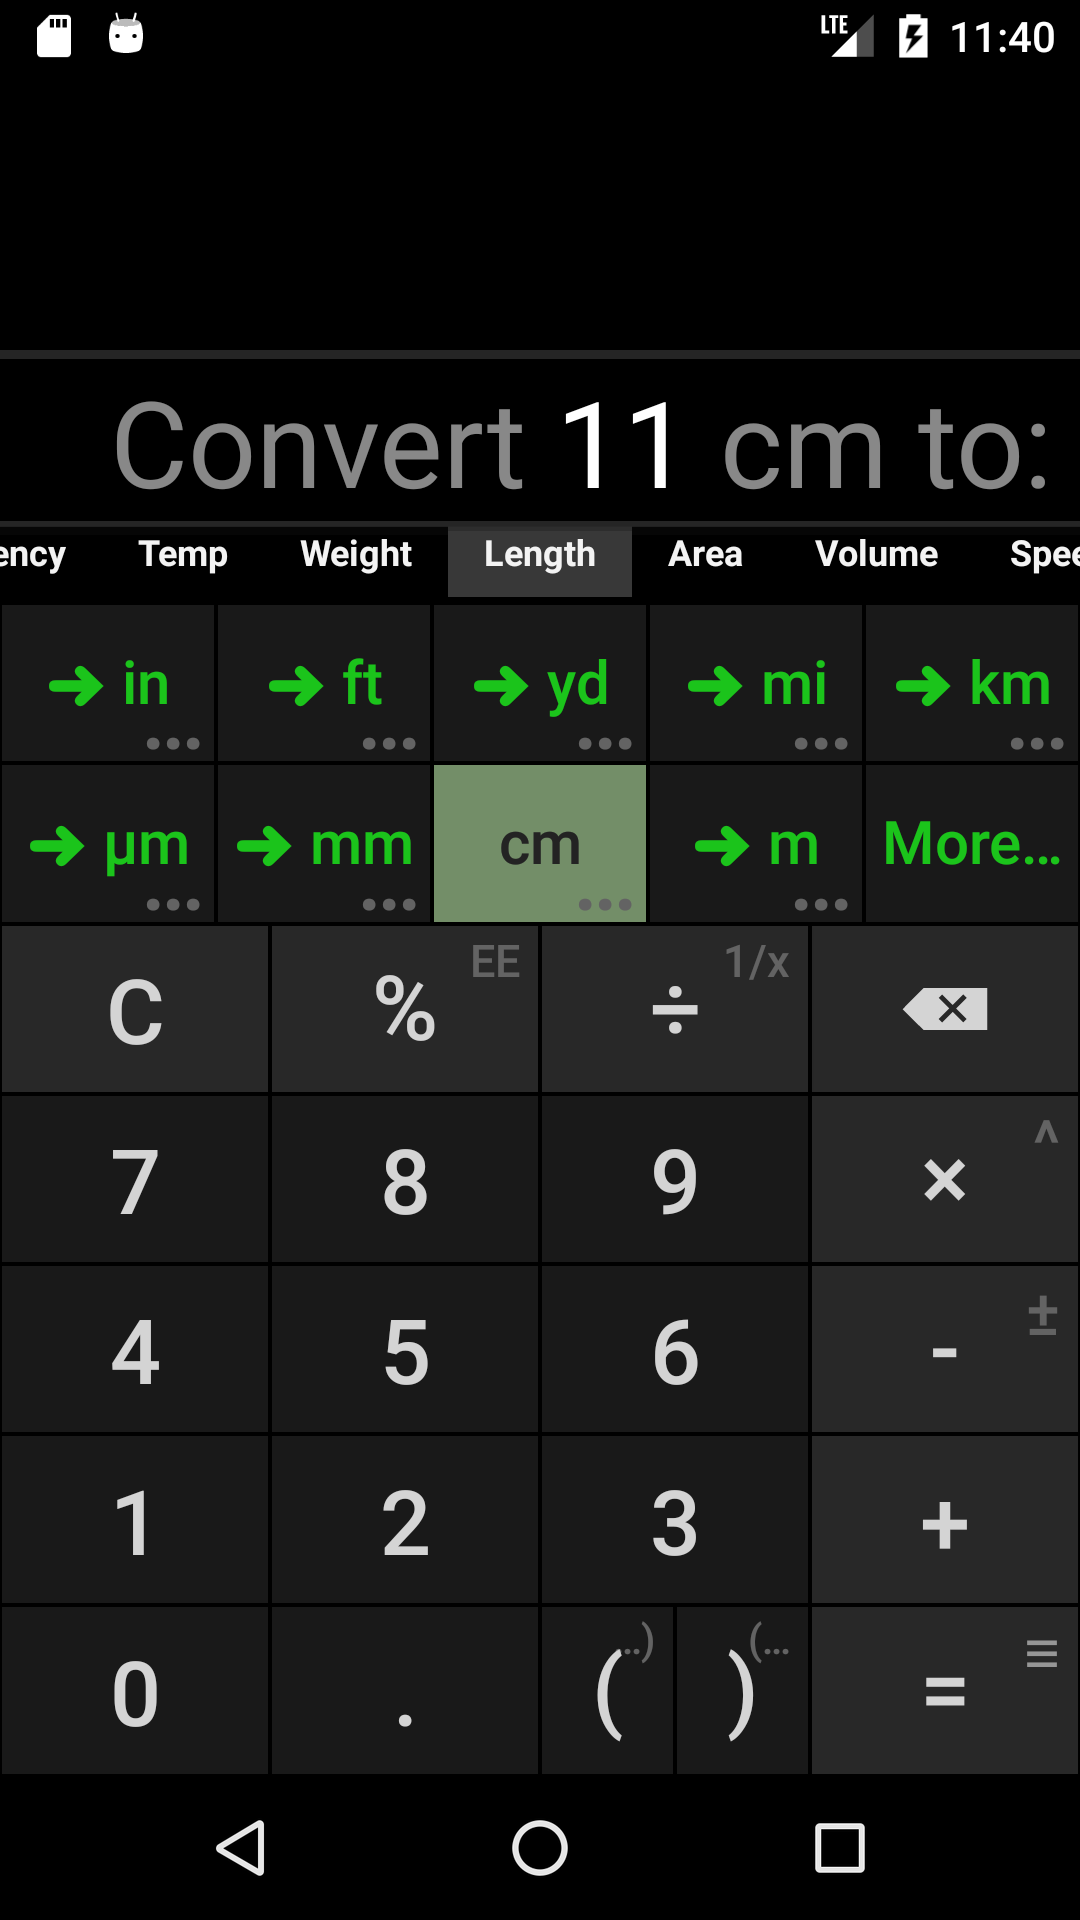 LTE 11:40
Convert 11 cm to:
ency Temp Weight Length Area Volume Spee
in ft yd mi km
µm mm cm m More...
C % EE ÷ 1/x
7 8 9 × ^
4 5 6 - ±
1 2 3 +
0 . ( ..) ) (... =